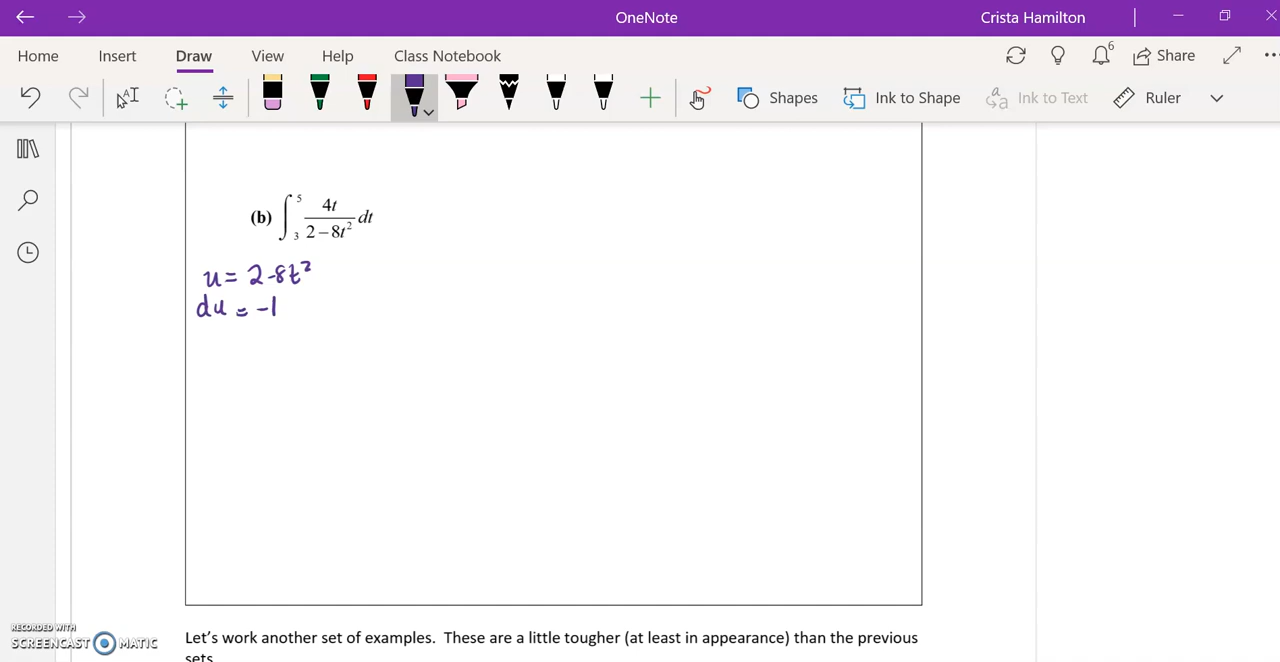 OneNote
Crista Hamilton
Home Insert Draw View Help Class Notebook
6 Share
Shapes Ink to Shape Ink to Text Ruler
(b) ∫₃⁵ 4t/(2−8t²) dt
u = 2-8t²
du = -1
RECORDED WITH
SCREENCAST MATIC
Let's work another set of examples. These are a little tougher (at least in appearance) than the previous
sets